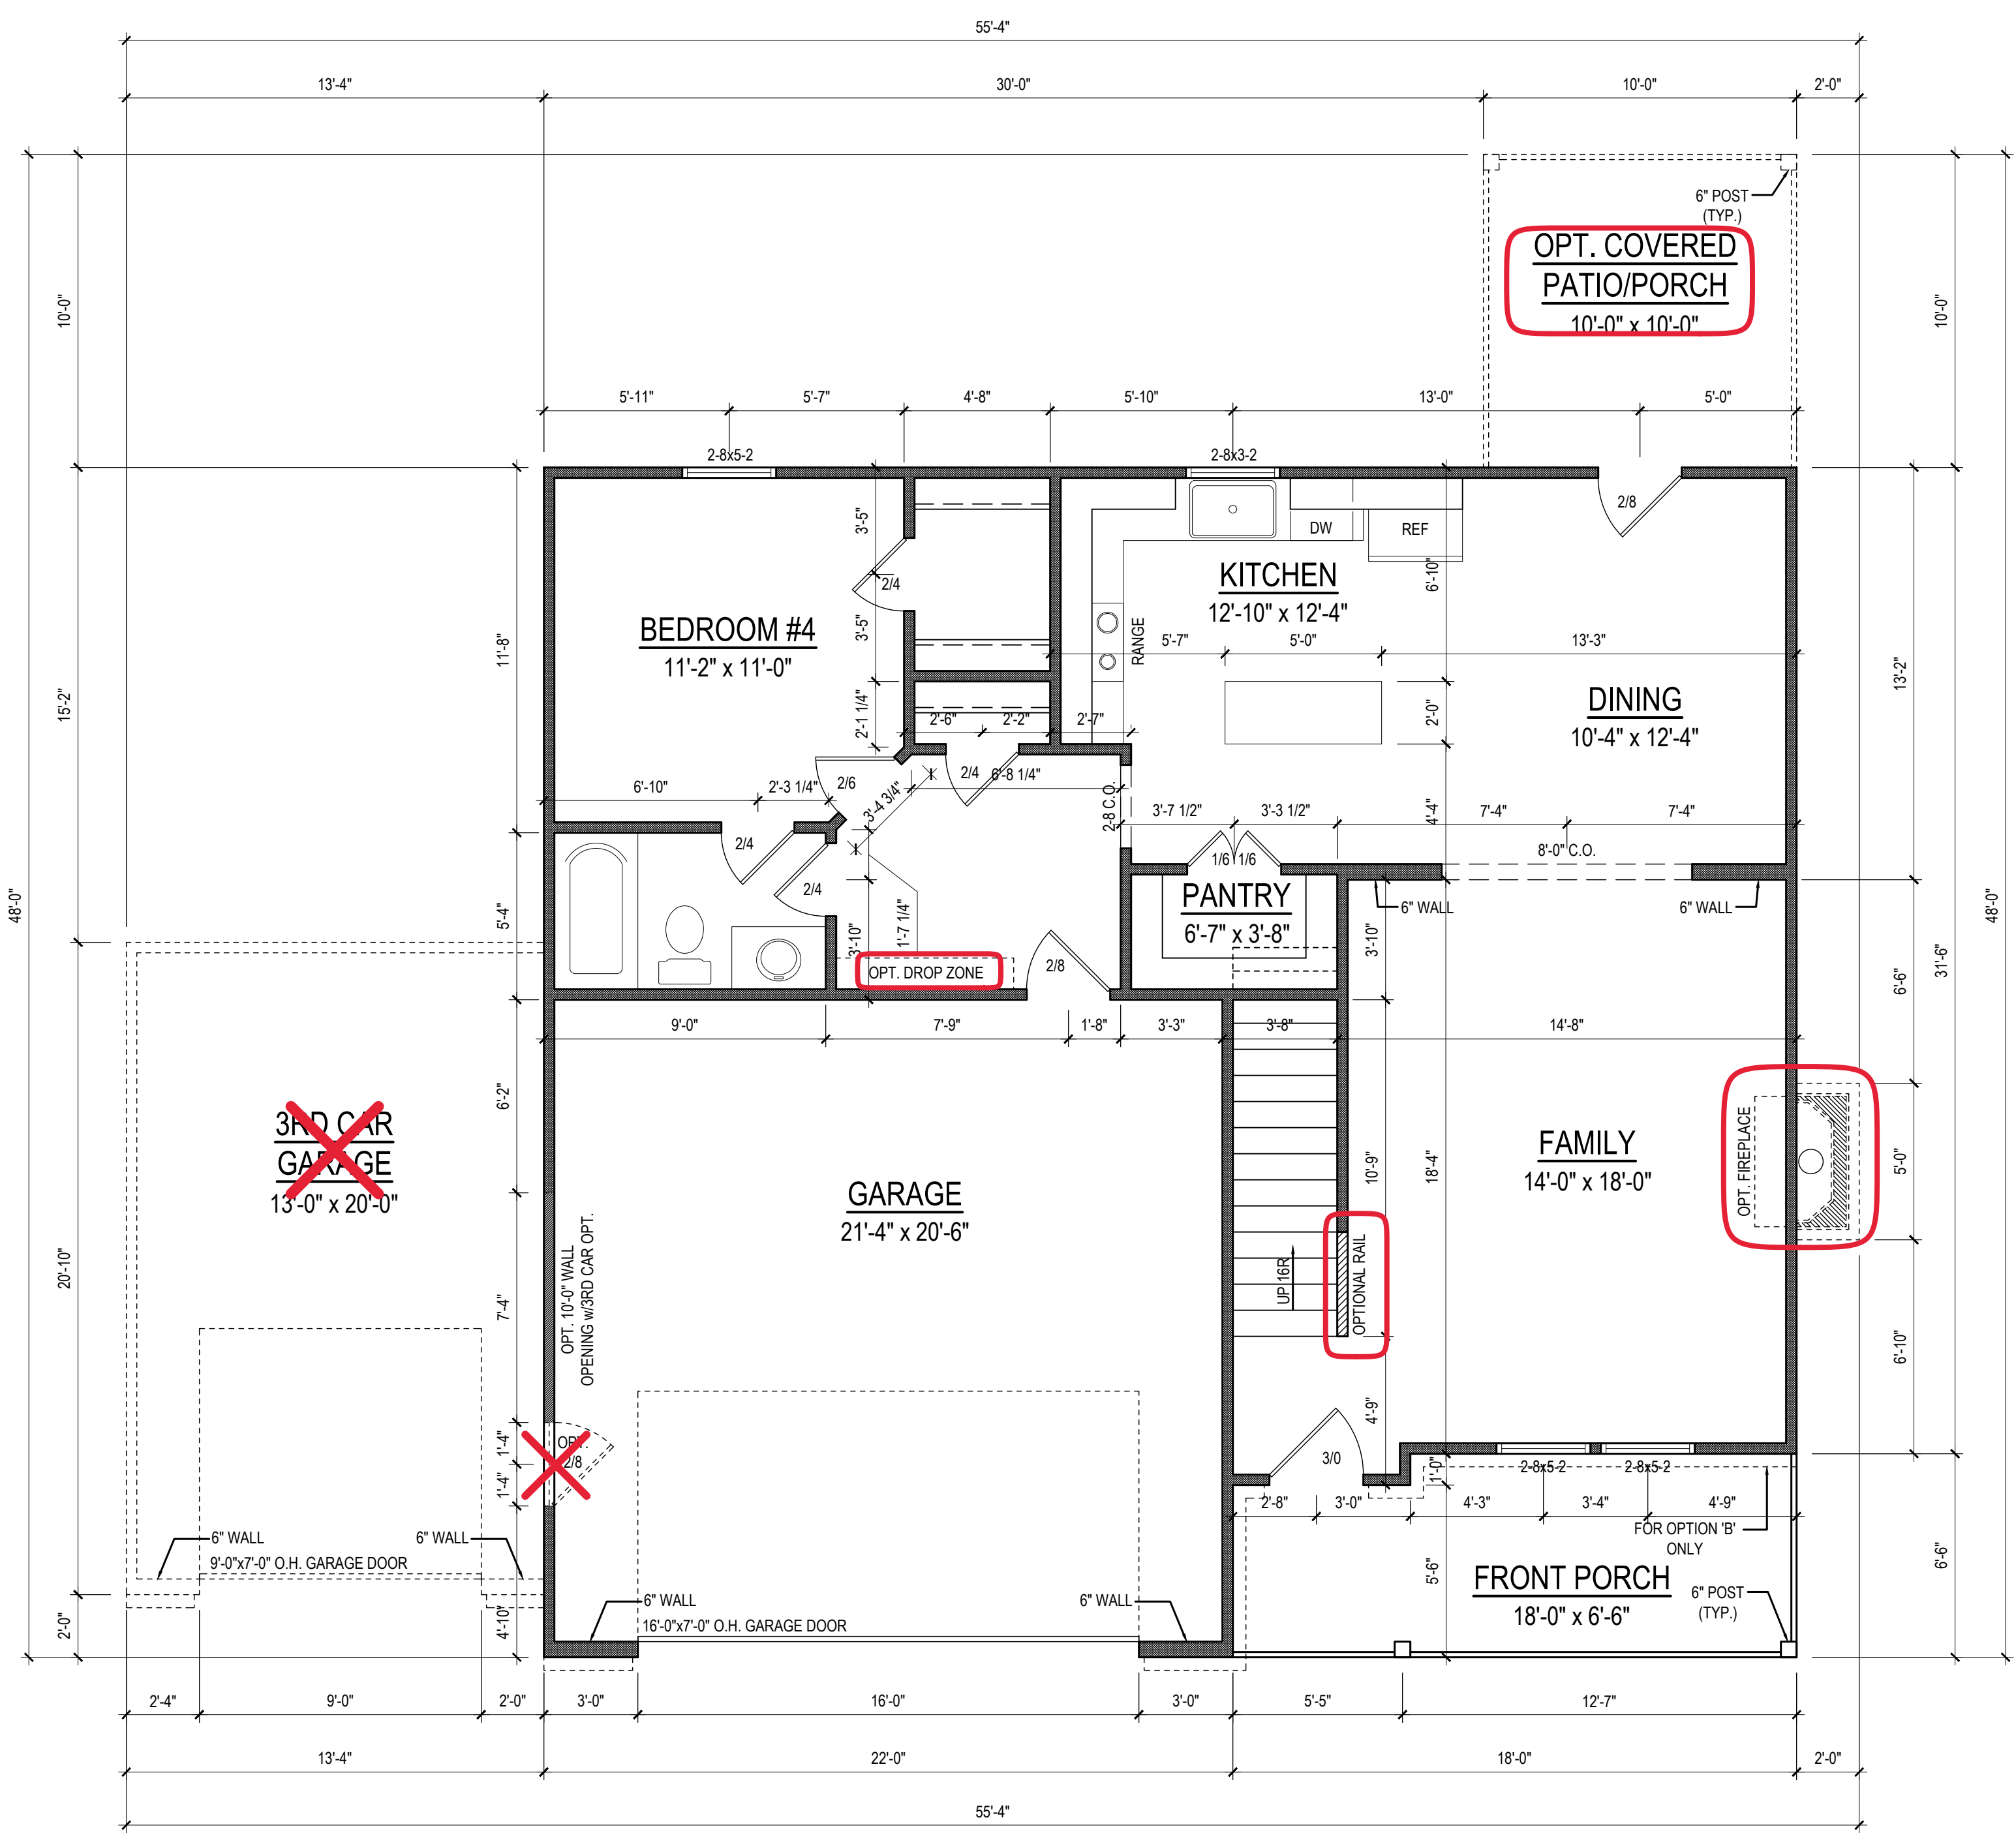 55'-4"
13'-4"
30'-0"
10'-0"
2'-0"
6" POST
(TYP.)
OPT. COVERED
PATIO/PORCH
10'-0" x 10'-0"
10'-0"
10'-0"
5'-11"
5'-7"
4'-8"
5'-10"
13'-0"
5'-0"
2-8x5-2
2-8x3-2
2/8
3'-5"
DW
REF
2/4
KITCHEN
12'-10" x 12'-4"
6'-10"
BEDROOM #4
11'-2" x 11'-0"
3'-5"
RANGE
5'-7"
5'-0"
13'-3"
11'-8"
15'-2"
13'-2"
DINING
10'-4" x 12'-4"
2'-1 1/4"
2'-6"
2'-2"
2'-7"
2'-0"
6'-10"
2'-3 1/4"
2/6
3'-4 3/4"
2/4
6'-8 1/4"
2-8 C.O.
3'-7 1/2"
3'-3 1/2"
4'-4"
7'-4"
7'-4"
2/4
1/6
1/6
8'-0" C.O.
2/4
PANTRY
6'-7" x 3'-8"
6" WALL
6" WALL
48'-0"
48'-0"
5'-4"
3'-10"
1'-7 1/4"
OPT. DROP ZONE
2/8
3'-10"
31'-6"
6'-6"
9'-0"
7'-9"
1'-8"
3'-3"
3'-8"
14'-8"
6'-2"
3RD CAR
GARAGE
13'-0" x 20'-0"
GARAGE
21'-4" x 20'-6"
10'-9"
18'-4"
FAMILY
14'-0" x 18'-0"
OPT. FIREPLACE
5'-0"
20'-10"
7'-4"
OPT. 10'-0" WALL
OPENING w/3RD CAR OPT.
UP 16R
OPTIONAL RAIL
6'-10"
1'-4"
1'-4"
OPT.
2/8
4'-9"
3/0
1'-0"
2-8x5-2
2-8x5-2
2'-8"
3'-0"
4'-3"
3'-4"
4'-9"
FOR OPTION 'B'
ONLY
6" WALL
6" WALL
9'-0"x7'-0" O.H. GARAGE DOOR
5'-6"
FRONT PORCH
18'-0" x 6'-6"
6" POST
(TYP.)
6'-6"
2'-0"
4'-10"
6" WALL
6" WALL
16'-0"x7'-0" O.H. GARAGE DOOR
2'-4"
9'-0"
2'-0"
3'-0"
16'-0"
3'-0"
5'-5"
12'-7"
13'-4"
22'-0"
18'-0"
2'-0"
55'-4"